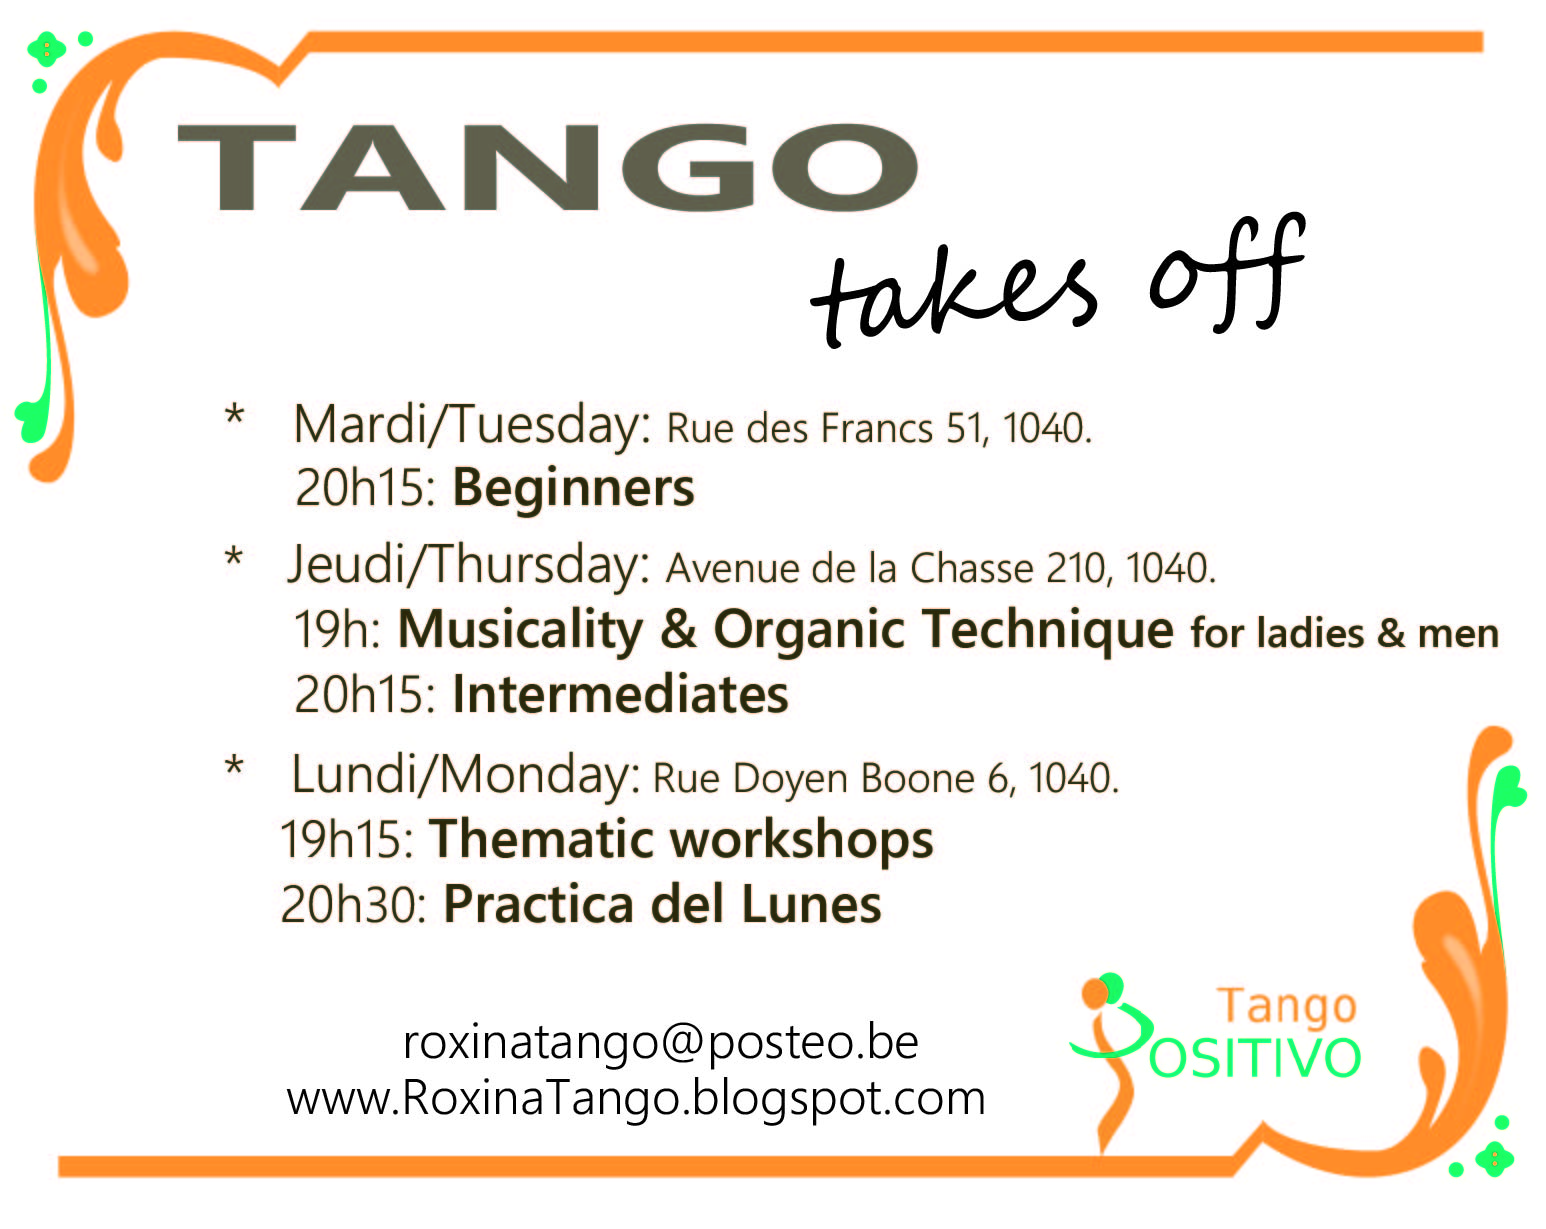 TANGO
takes off
* Mardi/Tuesday: Rue des Francs 51, 1040.
20h15: Beginners
* Jeudi/Thursday: Avenue de la Chasse 210, 1040.
19h: Musicality & Organic Technique for ladies & men
20h15: Intermediates
* Lundi/Monday: Rue Doyen Boone 6, 1040.
19h15: Thematic workshops
20h30: Practica del Lunes
roxinatango@posteo.be
www.RoxinaTango.blogspot.com
Tango
POSITIVO